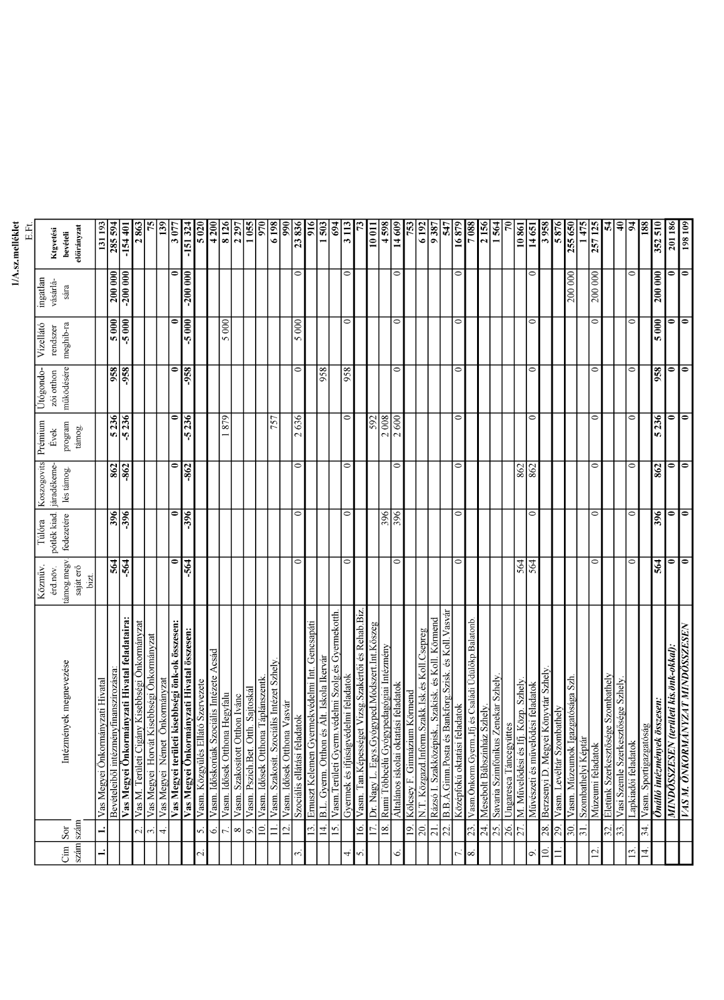 1/A.sz.melléklet
E.Ft.
Cím szám | Sor szám | Intézmények megnevezése | Közmüv. érd.növ. támog.megv. saját erö bizt. | Túlóra pótlék kiad. fedezetére | Koszogovits járadékeme- lés támog. | Prémium Évek program támog. | Útógondo- zói otthon működésére | Vízellátó rendszer meghib-ra | ingatlan vásárlá- sára | Ktgvetési bevételi előirányzat
1. | 1. | Vas Megyei Önkormányzati Hivatal | | | | | | | | 131 193
Bevételeiből intézményfinanszírozásra: | 564 | 396 | 862 | 5 236 | 958 | 5 000 | 200 000 | 285 594
Vas Megyei Önkormányzati Hivatal feladataira: | -564 | -396 | -862 | -5 236 | -958 | -5 000 | -200 000 | -154 401
2. | Vas M. Területi Cigány Kisebbségi Önkormányzat | 2 863
3. | Vas Megyei Horvát Kisebbségi Önkormányzat | 75
4. | Vas Megyei Német Önkormányzat | 139
Vas Megyei területi kisebbségi önk-ok összesen: | 0 | 0 | 0 | 0 | 0 | 0 | 0 | 3 077
Vas Megyei Önkormányzati Hivatal összesen: | -564 | -396 | -862 | -5 236 | -958 | -5 000 | -200 000 | -151 324
2. | 5. | Vasm. Közgyűlés Ellátó Szervezete | 5 020
6. | Vasm. Időskorúak Szociális Intézete Acsád | 4 200
7. | Vasm. Idősek Otthona Hegyfalu | 1 879 | 5 000 | 8 126
8 | Vasm. Szakosított Otthon Ivánc | 2 297
9. | Vasm. Pszich.Bet. Otth. Sajtoskál | 1 055
10. | Vasm. Idősek Otthona Táplánszentk. | 970
11. | Vasm. Szakosít. Szociális Intézet Szhely. | 757 | 6 198
12. | Vasm. Idősek Otthona Vasvár | 990
3. | Szociális ellátási feladatok | 0 | 0 | 0 | 2 636 | 0 | 5 000 | 0 | 23 836
13. | Ernuszt Kelemen Gyermekvédelmi Int. Gencsapáti | 916
14. | B.L. Gyerm. Otthon és Ált. Iskola Ikervár | 958 | 1 503
15. | Vasm.Területi Gyerm.védelmi Szolg.és Gyermekotth. | 694
4. | Gyermek és ifjúságvédelmi feladatok | 0 | 0 | 0 | 0 | 958 | 0 | 0 | 3 113
5. | 16. | Vasm. Tan.Képességet Vizsg.Szakértői és Rehab.Biz. | 73
17. | Dr. Nagy L. Egys.Gyógyped.Módszert.Int.Köszeg | 592 | 10 011
18. | Rumi Többcélú Gyógypedagógiai Intézmény | 396 | 2 008 | 4 598
6. | Általános iskolai oktatási feladatok | 0 | 396 | 0 | 2 600 | 0 | 0 | 0 | 14 609
19. | Kölcsey F. Gimnázium Körmend | 753
20. | N.T. Közgazd.Inform.Szakk.Isk.és Koll.Csepreg | 6 192
21. | Rázsó I. Szakközépisk., Szakisk. és Koll. Körmend | 9 387
22. | B.B.Á.Gimn.Posta és Bankforg.Szisk. és Koll.Vasvár | 547
7. | Középfokú oktatási feladatok | 0 | 0 | 0 | 0 | 0 | 0 | 0 | 16 879
8. | 23. | Vasm.Önkorm.Gyerm.,Ifj.és Családi Üdülőkp.Balatonb. | 7 088
24. | Mesebolt Bábszínház Szhely. | 2 156
25. | Savaria Szimfónikus Zenekar Szhely. | 1 564
26. | Ungaresca Táncegyüttes | 70
27. | M. Müvelődési és Ifj. Közp. Szhely. | 564 | 862 | 10 861
9. | Müvészeti és müvelődési feladatok | 564 | 0 | 862 | 0 | 0 | 0 | 0 | 14 651
10. | 28. | Berzsenyi D. Megyei Könyvtár Szhely. | 3 958
11. | 29. | Vasm. Levéltár Szombathely | 5 876
30. | Vasm. Múzeumok Igazgatósága Szh. | 200 000 | 255 650
31. | Szombathelyi Képtár | 1 475
12. | Múzeumi feladatok | 0 | 0 | 0 | 0 | 0 | 0 | 200 000 | 257 125
32. | Életünk Szerkesztősége Szombathely | 54
33. | Vasi Szemle Szerkesztősége Szhely. | 40
13. | Lapkiadói feladatok | 0 | 0 | 0 | 0 | 0 | 0 | 0 | 94
14. | 34. | Vasm. Sportigazgatóság | 188
Önálló intézmények összesen: | 564 | 396 | 862 | 5 236 | 958 | 5 000 | 200 000 | 352 510
MINDÖSSZESEN (területi kis.önk-okkal): | 0 | 0 | 0 | 0 | 0 | 0 | 0 | 201 186
VAS M. ÖNKORMÁNYZAT MINDÖSSZESEN | 0 | 0 | 0 | 0 | 0 | 0 | 0 | 198 109